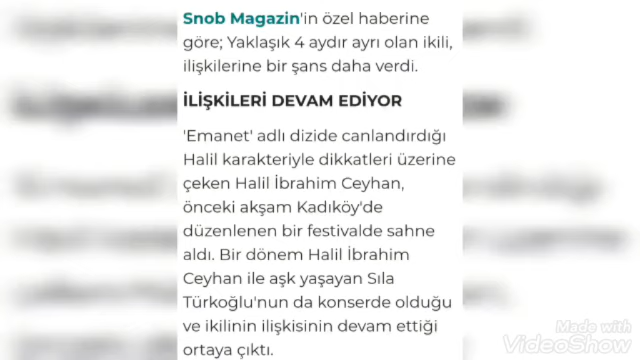 Snob Magazin'in özel haberine
göre; Yaklaşık 4 aydır ayrı olan ikili,
ilişkilerine bir şans daha verdi.
İLİŞKİLERİ DEVAM EDİYOR
'Emanet' adlı dizide canlandırdığı
Halil karakteriyle dikkatleri üzerine
çeken Halil İbrahim Ceyhan,
önceki akşam Kadıköy'de
düzenlenen bir festivalde sahne
aldı. Bir dönem Halil İbrahim
Ceyhan ile aşk yaşayan Sıla
Türkoğlu'nun da konserde olduğu
ve ikilinin ilişkisinin devam ettiği
ortaya çıktı.
Made with
VideoShow